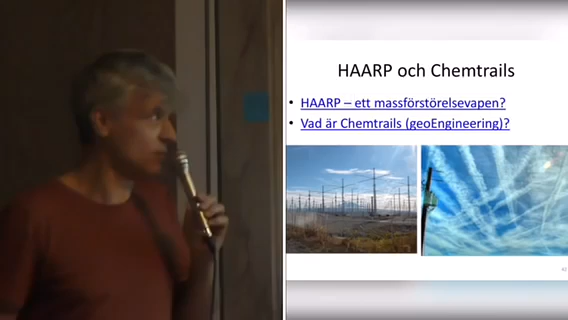 HAARP och Chemtrails
• HAARP – ett massförstörelsevapen?
• Vad är Chemtrails (geoEngineering)?